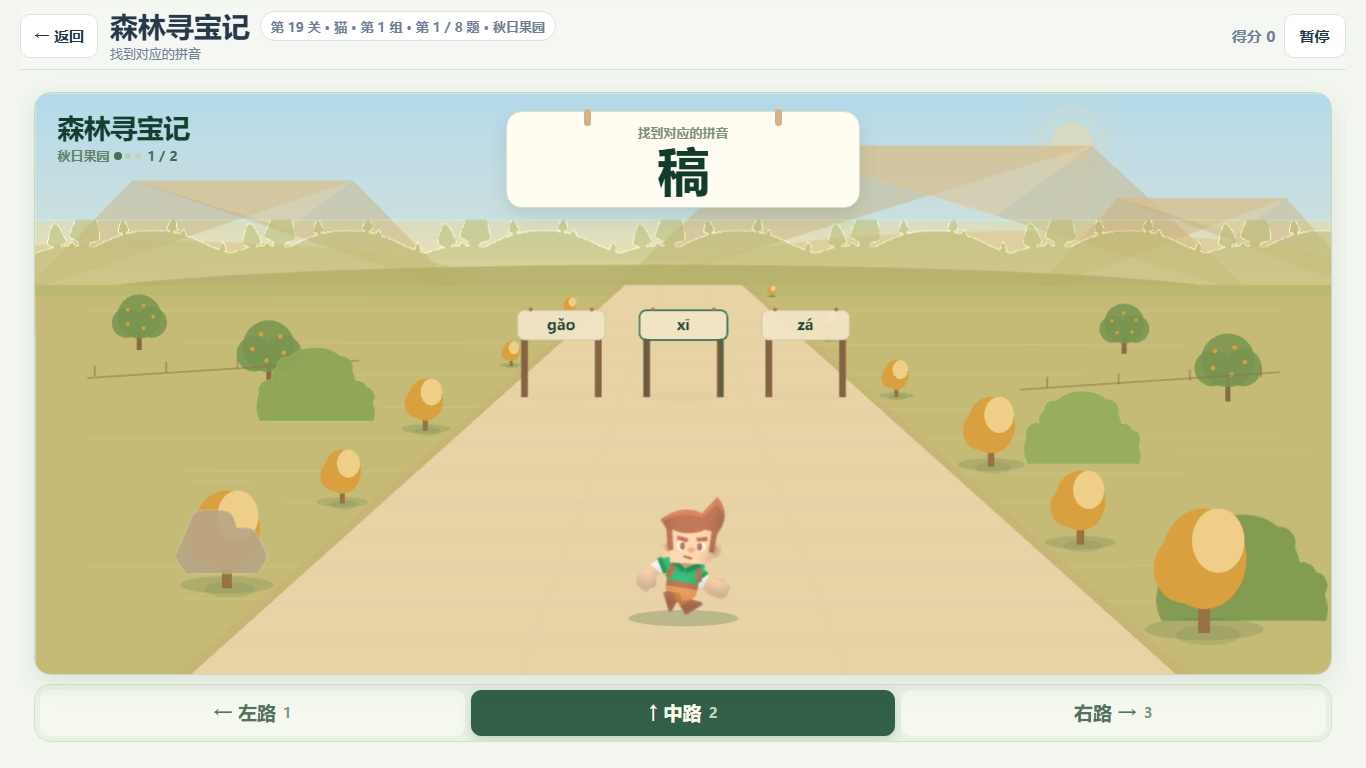 ← 返回
森林寻宝记
第 19 关 • 猫 • 第 1 组 • 第 1 / 8 题 • 秋日果园
找到对应的拼音
得分 0
暂停
森林寻宝记
秋日果园 1 / 2
找到对应的拼音
稿
gǎo
xī
zá
← 左路 1
↑ 中路 2
右路 → 3